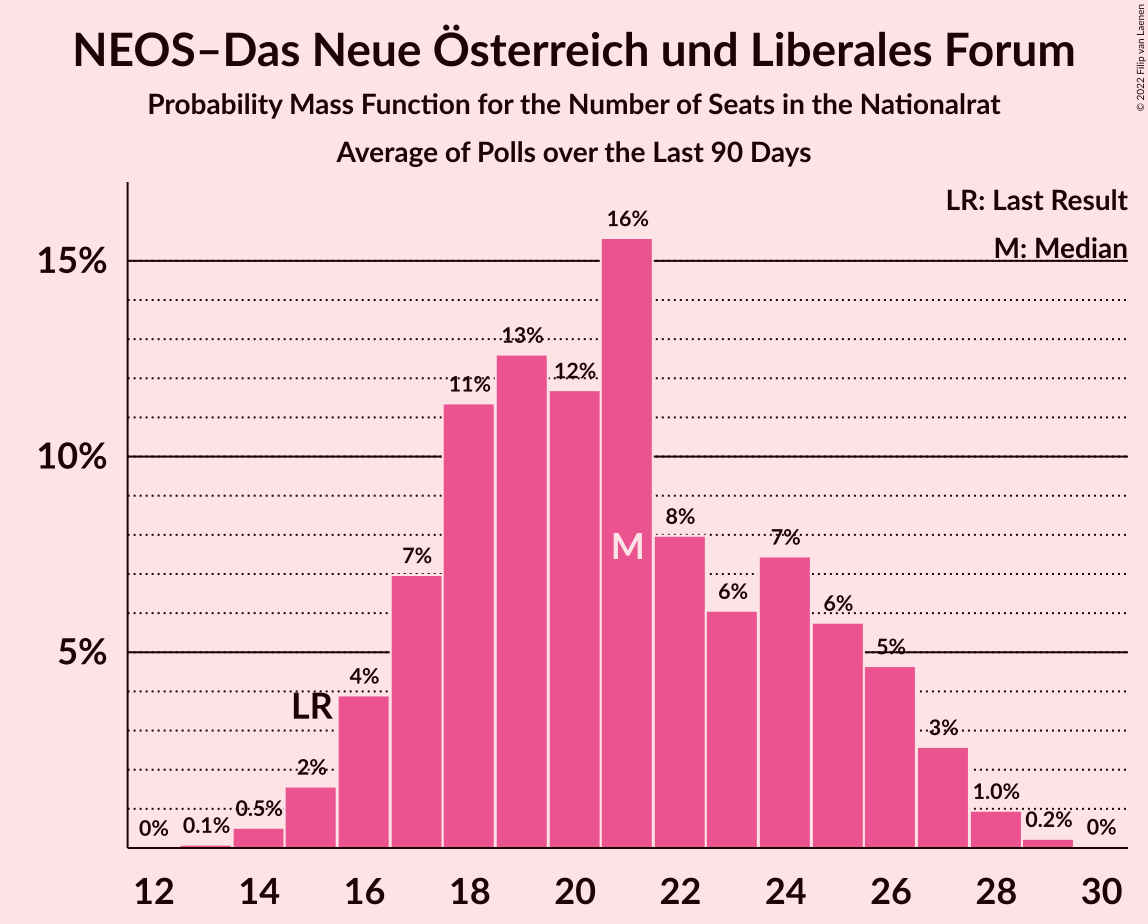 NEOS–Das Neue Österreich und Liberales Forum
Probability Mass Function for the Number of Seats in the Nationalrat
Average of Polls over the Last 90 Days
© 2022 Filip van Laenen
LR: Last Result
M: Median
15%
10%
5%
0%
0.1%
0.5%
2%
LR
4%
7%
11%
13%
12%
16%
M
8%
6%
7%
6%
5%
3%
1.0%
0.2%
0%
12 14 16 18 20 22 24 26 28 30